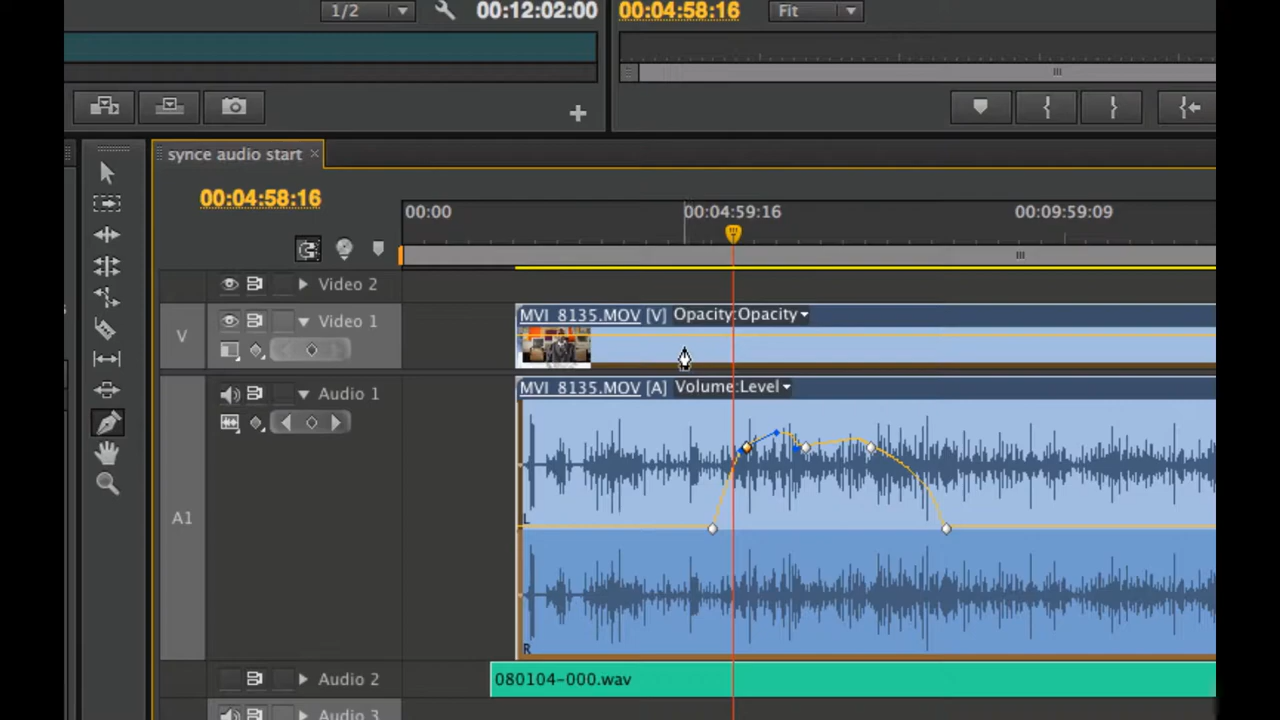 1/2
00:12:02:00
00:04:58:16
Fit
synce audio start
00:04:58:16
00:00
00:04:59:16
00:09:59:09
Video 2
MVI_8135.MOV [V] Opacity:Opacity
V
Video 1
MVI_8135.MOV [A] Volume:Level
Audio 1
L
A1
R
Audio 2
080104-000.wav
Audio 3